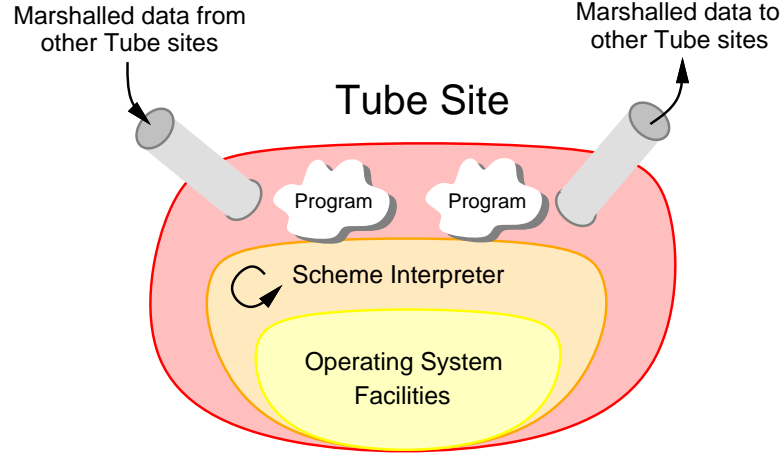 Marshalled data from
other Tube sites
Marshalled data to
other Tube sites
Tube Site
Program
Program
Scheme Interpreter
Operating System
Facilities